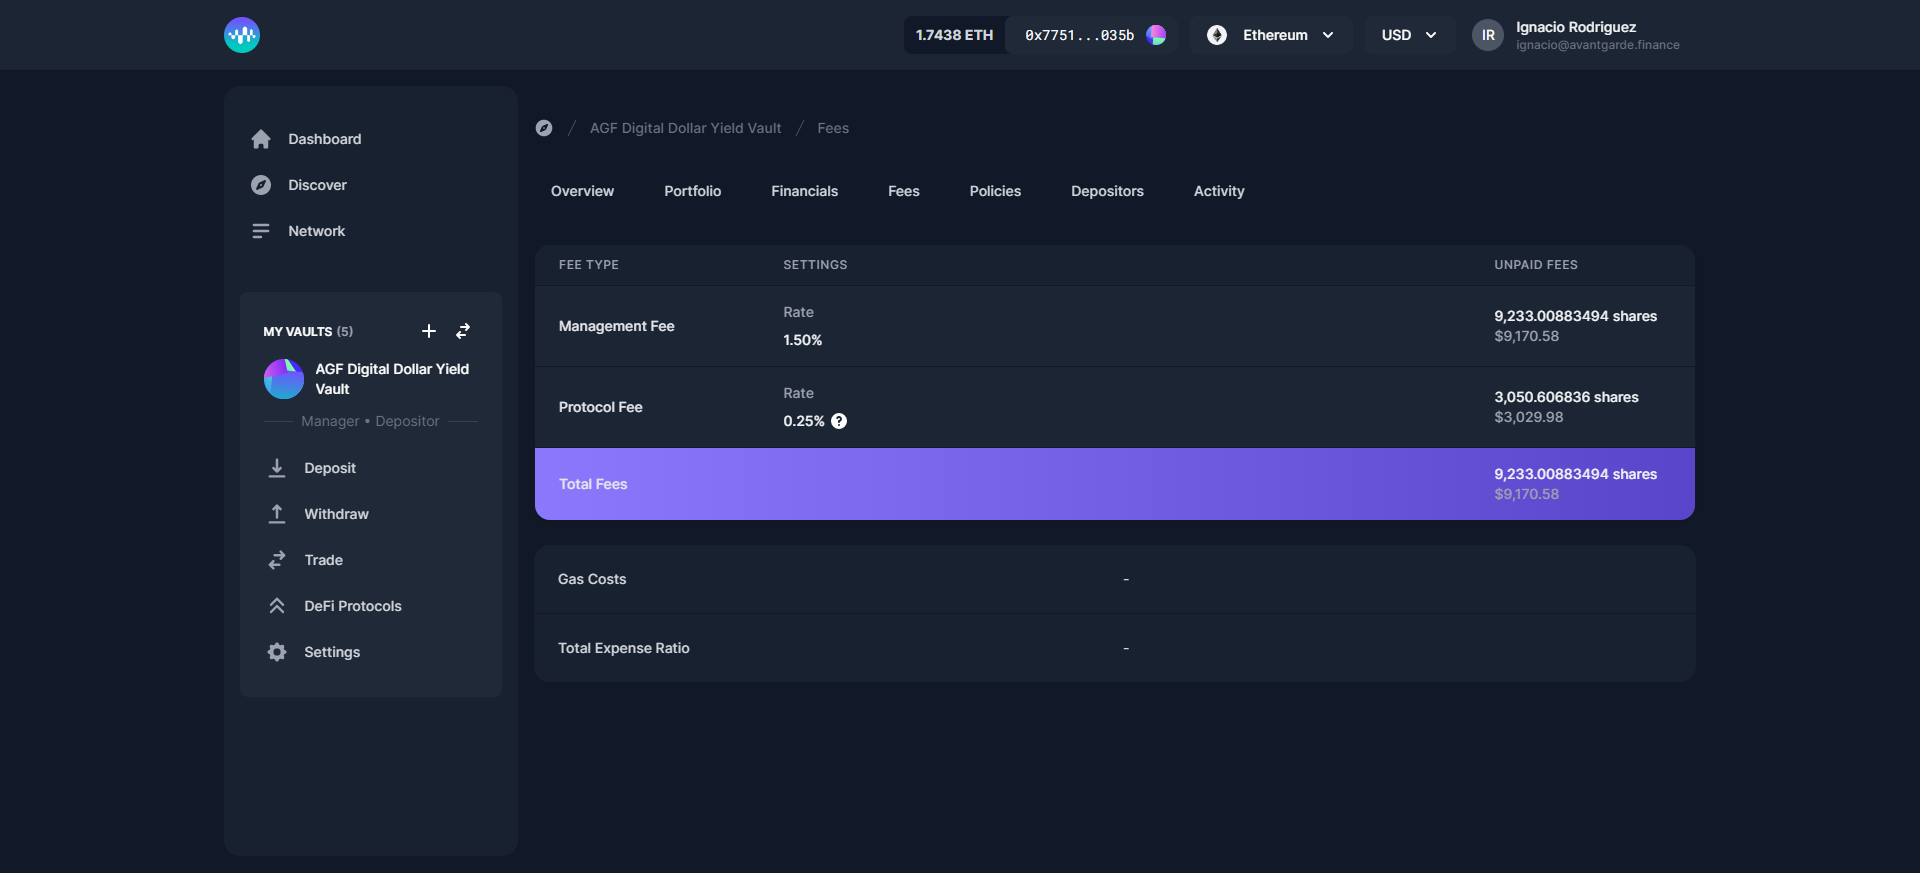 1.7438 ETH
0x7751...035b
Ethereum
USD
IR
Ignacio Rodriguez
ignacio@avantgarde.finance
Dashboard
Discover
Network
MY VAULTS (5)
AGF Digital Dollar Yield
Vault
Manager • Depositor
Deposit
Withdraw
Trade
DeFi Protocols
Settings
/ AGF Digital Dollar Yield Vault / Fees
Overview Portfolio Financials Fees Policies Depositors Activity
FEE TYPE SETTINGS UNPAID FEES
Management Fee
Rate
1.50%
9,233.00883494 shares
$9,170.58
Protocol Fee
Rate
0.25% ?
3,050.606836 shares
$3,029.98
Total Fees
9,233.00883494 shares
$9,170.58
Gas Costs -
Total Expense Ratio -